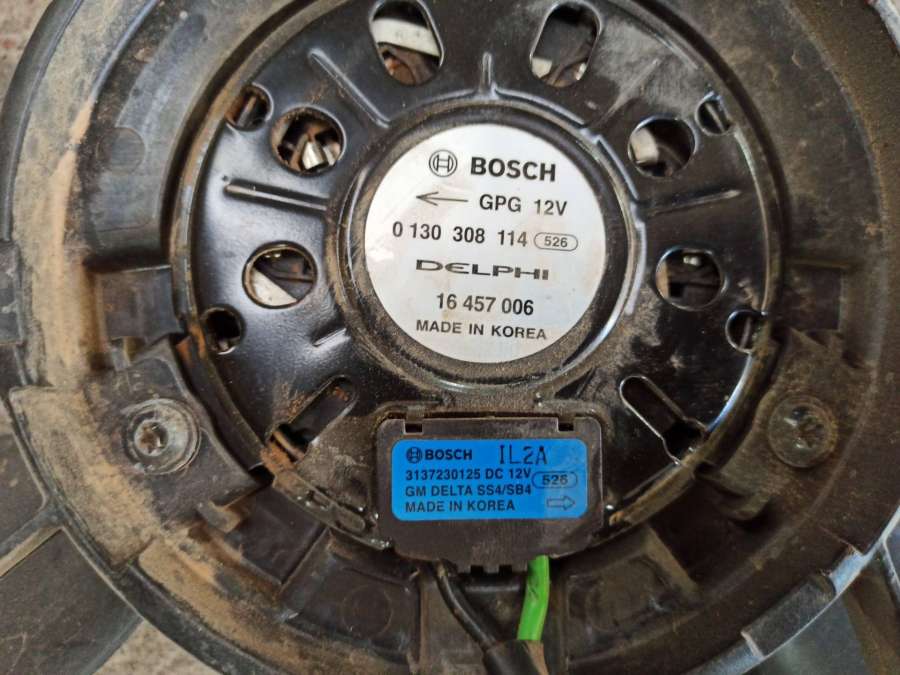 BOSCH
← GPG 12V
0 130 308 114 526
DELPHI
16 457 006
MADE IN KOREA
BOSCH IL2A
3137230125 DC 12V 526
GM DELTA SS4/SB4
MADE IN KOREA